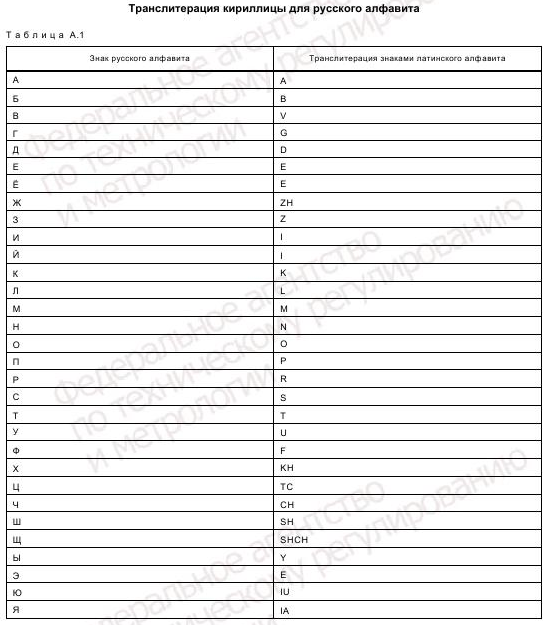 Транслитерация кириллицы для русского алфавита
Таблица А.1
Знак русского алфавита Транслитерация знаками латинского алфавита
А A
Б B
В V
Г G
Д D
Е E
Ё E
Ж ZH
З Z
И I
Й I
К K
Л L
М M
Н N
О O
П P
Р R
С S
Т T
У U
Ф F
Х KH
Ц TC
Ч CH
Ш SH
Щ SHCH
Ы Y
Э E
Ю IU
Я IA
Федеральное агентство
по техническому регулированию
и метрологии
Федеральное агентство
по техническому регулированию
и метрологии
Федеральное агентство
по техническому регулированию